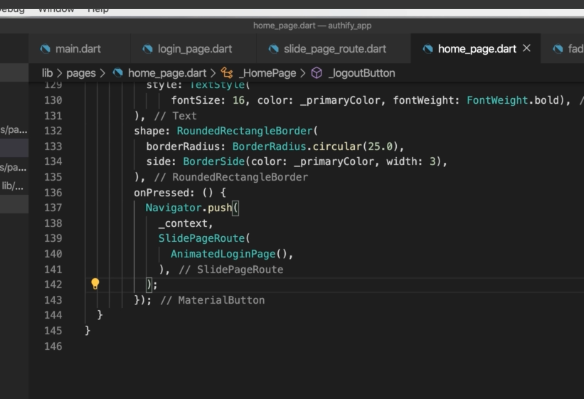 Debug Window Help
home_page.dart — authify_app
main.dart login_page.dart slide_page_route.dart home_page.dart × fad
lib > pages > home_page.dart > _HomePage > _logoutButton
129 style: TextStyle(
130 fontSize: 16, color: _primaryColor, fontWeight: FontWeight.bold), /
131 ), // Text
132 shape: RoundedRectangleBorder(
133 borderRadius: BorderRadius.circular(25.0),
134 side: BorderSide(color: _primaryColor, width: 3),
135 ), // RoundedRectangleBorder
136 onPressed: () {
137 Navigator.push(
138 _context,
139 SlidePageRoute(
140 AnimatedLoginPage(),
141 ), // SlidePageRoute
142 );
143 }); // MaterialButton
144 }
145 }
146
s/pa...
s/pa...
lib/...